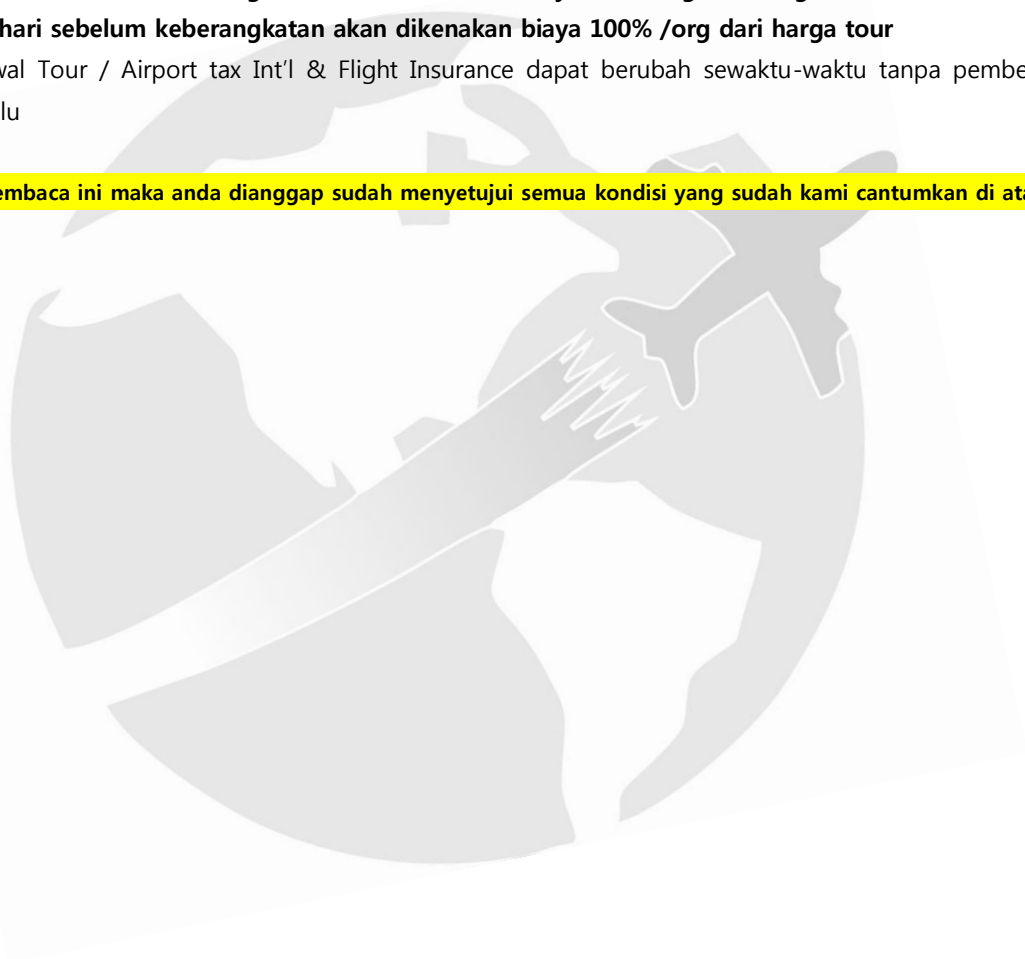 hari sebelum keberangkatan akan dikenakan biaya 100% /org dari harga tour
wal Tour / Airport tax Int'l & Flight Insurance dapat berubah sewaktu-waktu tanpa pembe
lu
embaca ini maka anda dianggap sudah menyetujui semua kondisi yang sudah kami cantumkan di ata